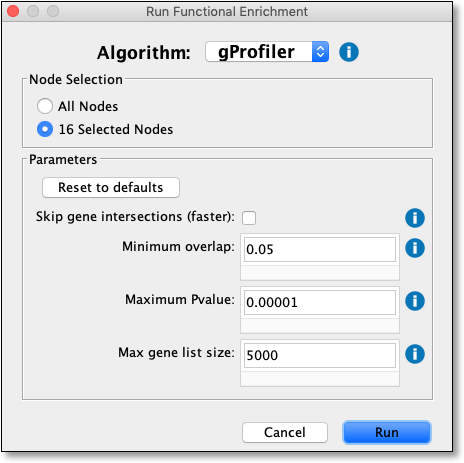 Run Functional Enrichment
Algorithm: gProfiler
Node Selection
All Nodes
16 Selected Nodes
Parameters
Reset to defaults
Skip gene intersections (faster):
Minimum overlap: 0.05
Maximum Pvalue: 0.00001
Max gene list size: 5000
Cancel Run